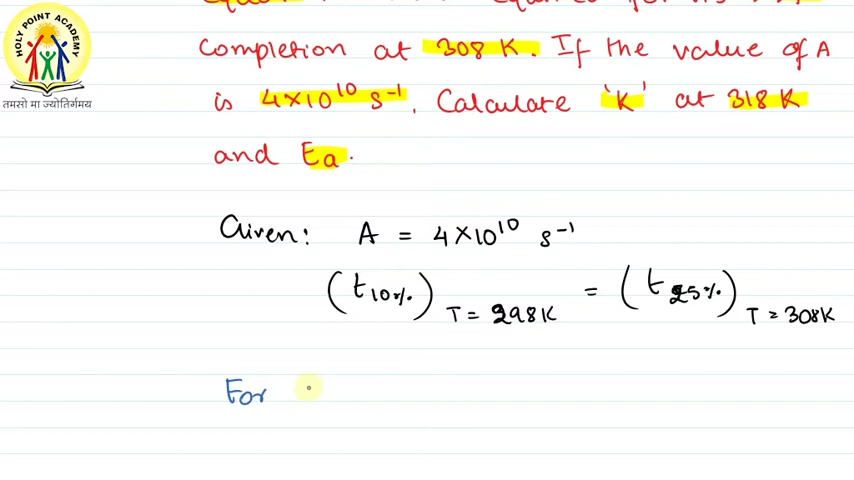 completion at 308 K. If the value of A
is 4×10¹⁰ s⁻¹. Calculate 'K' at 318 K
and Ea.
HOLY POINT ACADEMY
तमसो मा ज्योतिर्गमय
Given: A = 4×10¹⁰ s⁻¹
(t10%) T = 298K = (t25%) T = 308K
For